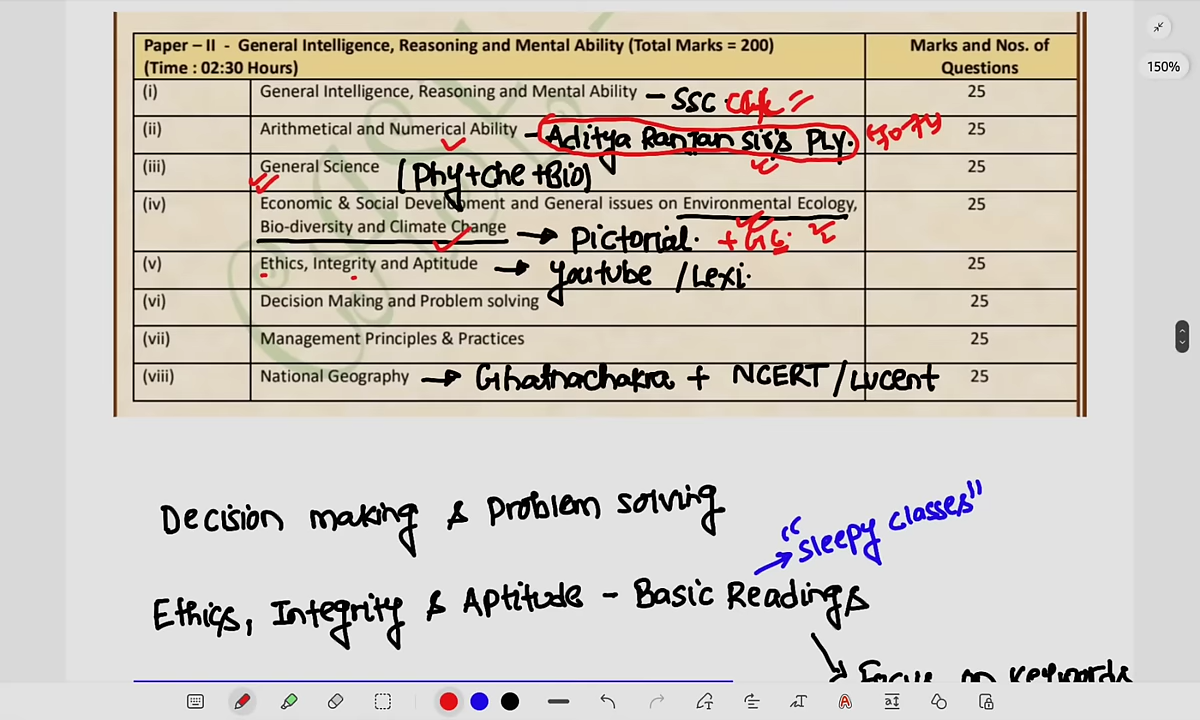 150%
Paper – II - General Intelligence, Reasoning and Mental Ability (Total Marks = 200)
(Time : 02:30 Hours)
Marks and Nos. of
Questions
(i) General Intelligence, Reasoning and Mental Ability – SSC 25
(ii) Arithmetical and Numerical Ability – Aditya Ranjan Sir's PLY. 25
(iii) General Science (Phy+Che+Bio) 25
(iv) Economic & Social Development and General issues on Environmental Ecology, 25
Bio-diversity and Climate Change → Pictorial.
(v) Ethics, Integrity and Aptitude → Youtube / Lexi. 25
(vi) Decision Making and Problem solving 25
(vii) Management Principles & Practices 25
(viii) National Geography → Ghatnachakra + NCERT / Lucent 25
Decision making & Problem solving
"Sleepy classes"
Ethics, Integrity & Aptitude – Basic Readings
Focus on keywords